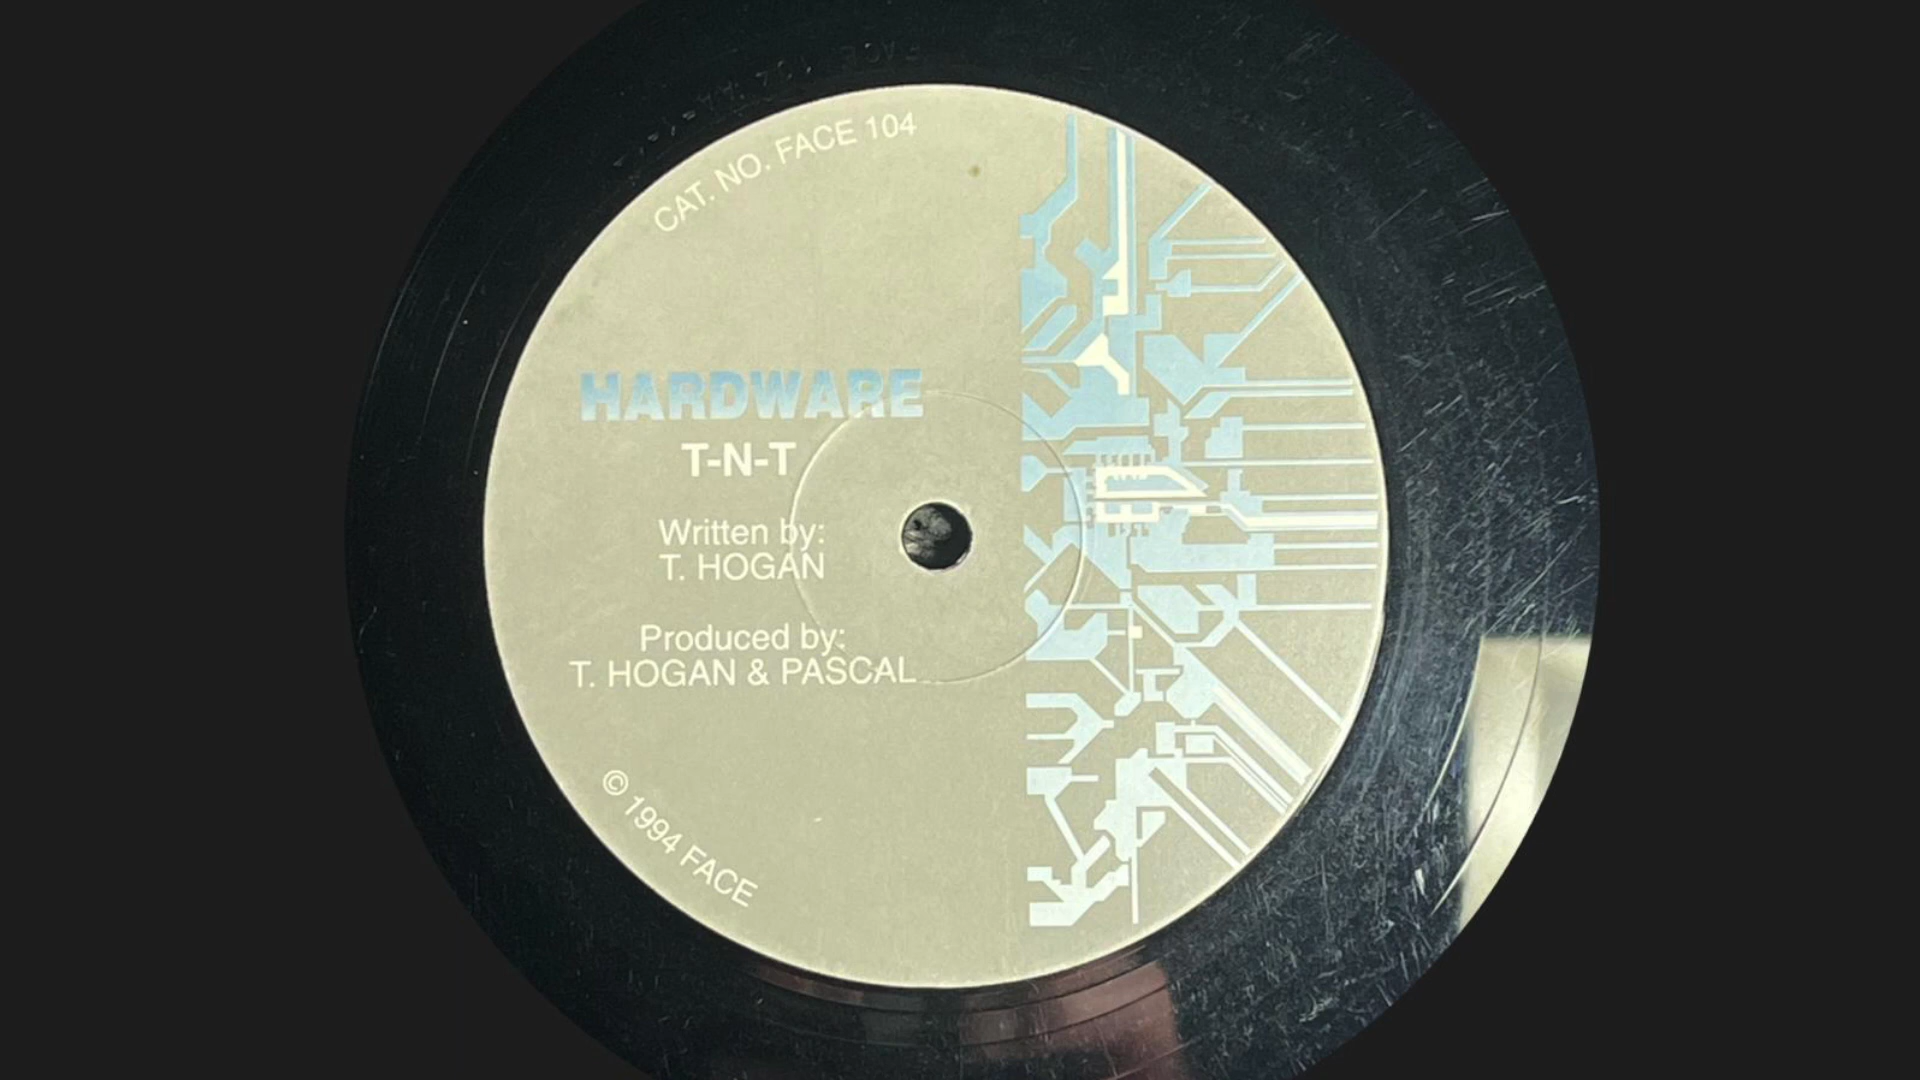 CAT. NO. FACE 104
HARDWARE
T-N-T
Written by:
T. HOGAN
Produced by:
T. HOGAN & PASCAL
© 1994 FACE